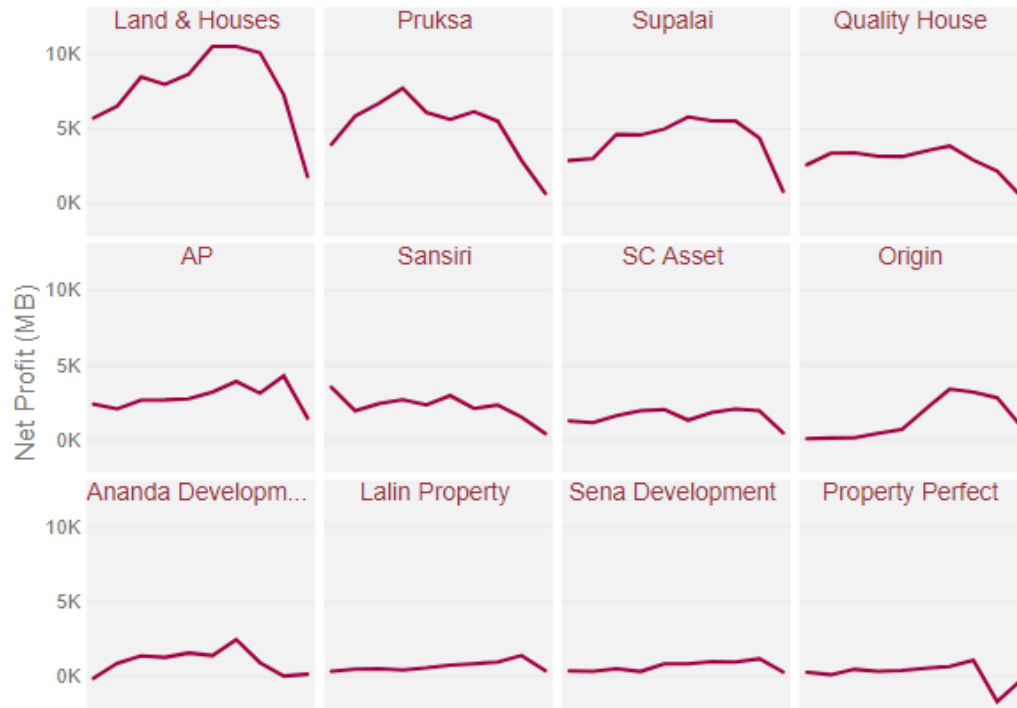 Land & Houses
Pruksa
Supalai
Quality House
10K
5K
0K
AP
Sansiri
SC Asset
Origin
Net Profit (MB)
10K
5K
0K
Ananda Developm...
Lalin Property
Sena Development
Property Perfect
10K
5K
0K